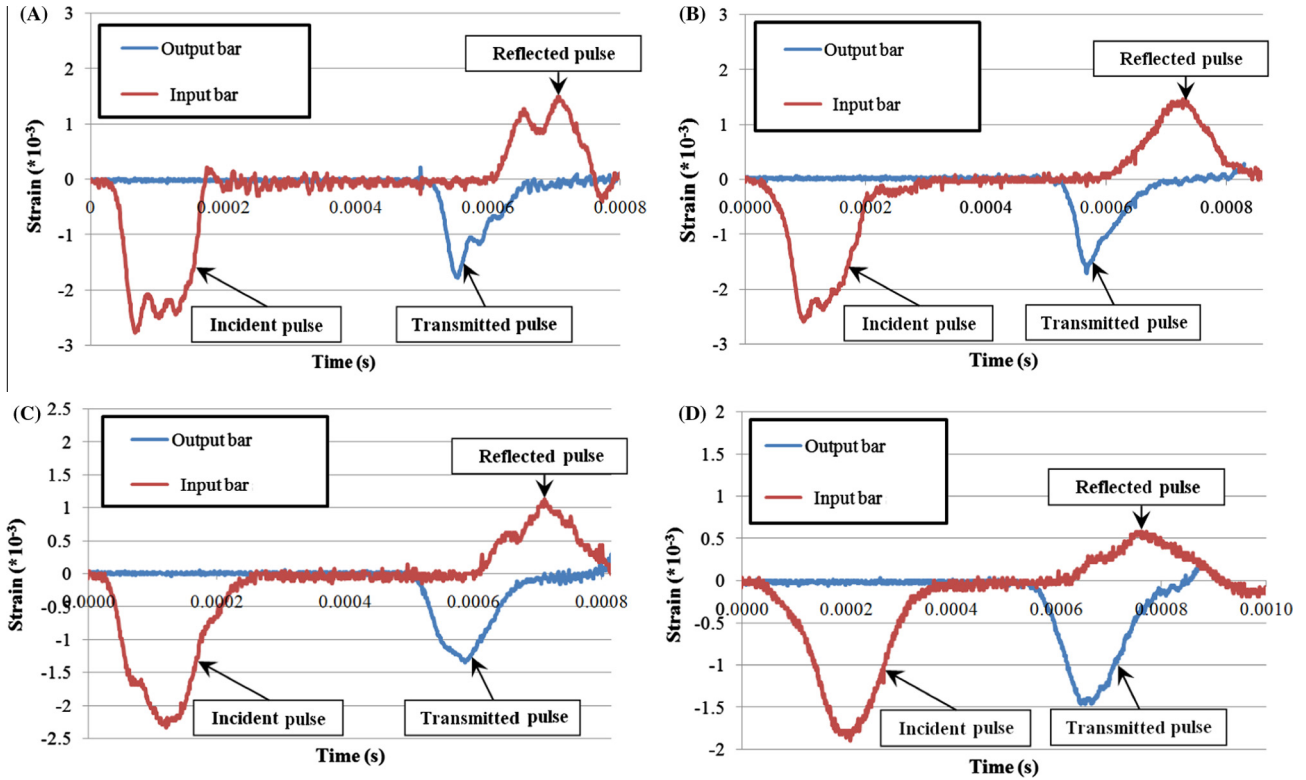 (A)
3
2
1
0
-1
-2
-3
Strain (*10-3)
Output bar
Input bar
Reflected pulse
0
0.0002
0.0004
0.0006
0.0008
Incident pulse
Transmitted pulse
Time (s)
(B)
3
2
1
0
-1
-2
-3
Strain (*10-3)
Output bar
Input bar
Reflected pulse
0.0000
0.0002
0.0004
0.0006
0.0008
Incident pulse
Transmitted pulse
Time (s)
(C)
2.5
2
1.5
1
0.5
0
-0.5
-1
-1.5
-2
-2.5
Strain (*10-3)
Output bar
Input bar
Reflected pulse
0.0000
0.0002
0.0004
0.0006
0.0008
Incident pulse
Transmitted pulse
Time (s)
(D)
2
1.5
1
0.5
0
-0.5
-1
-1.5
-2
Strain (*10-3)
Output bar
Input bar
Reflected pulse
0.0000
0.0002
0.0004
0.0006
0.0008
0.0010
Incident pulse
Transmitted pulse
Time (s)